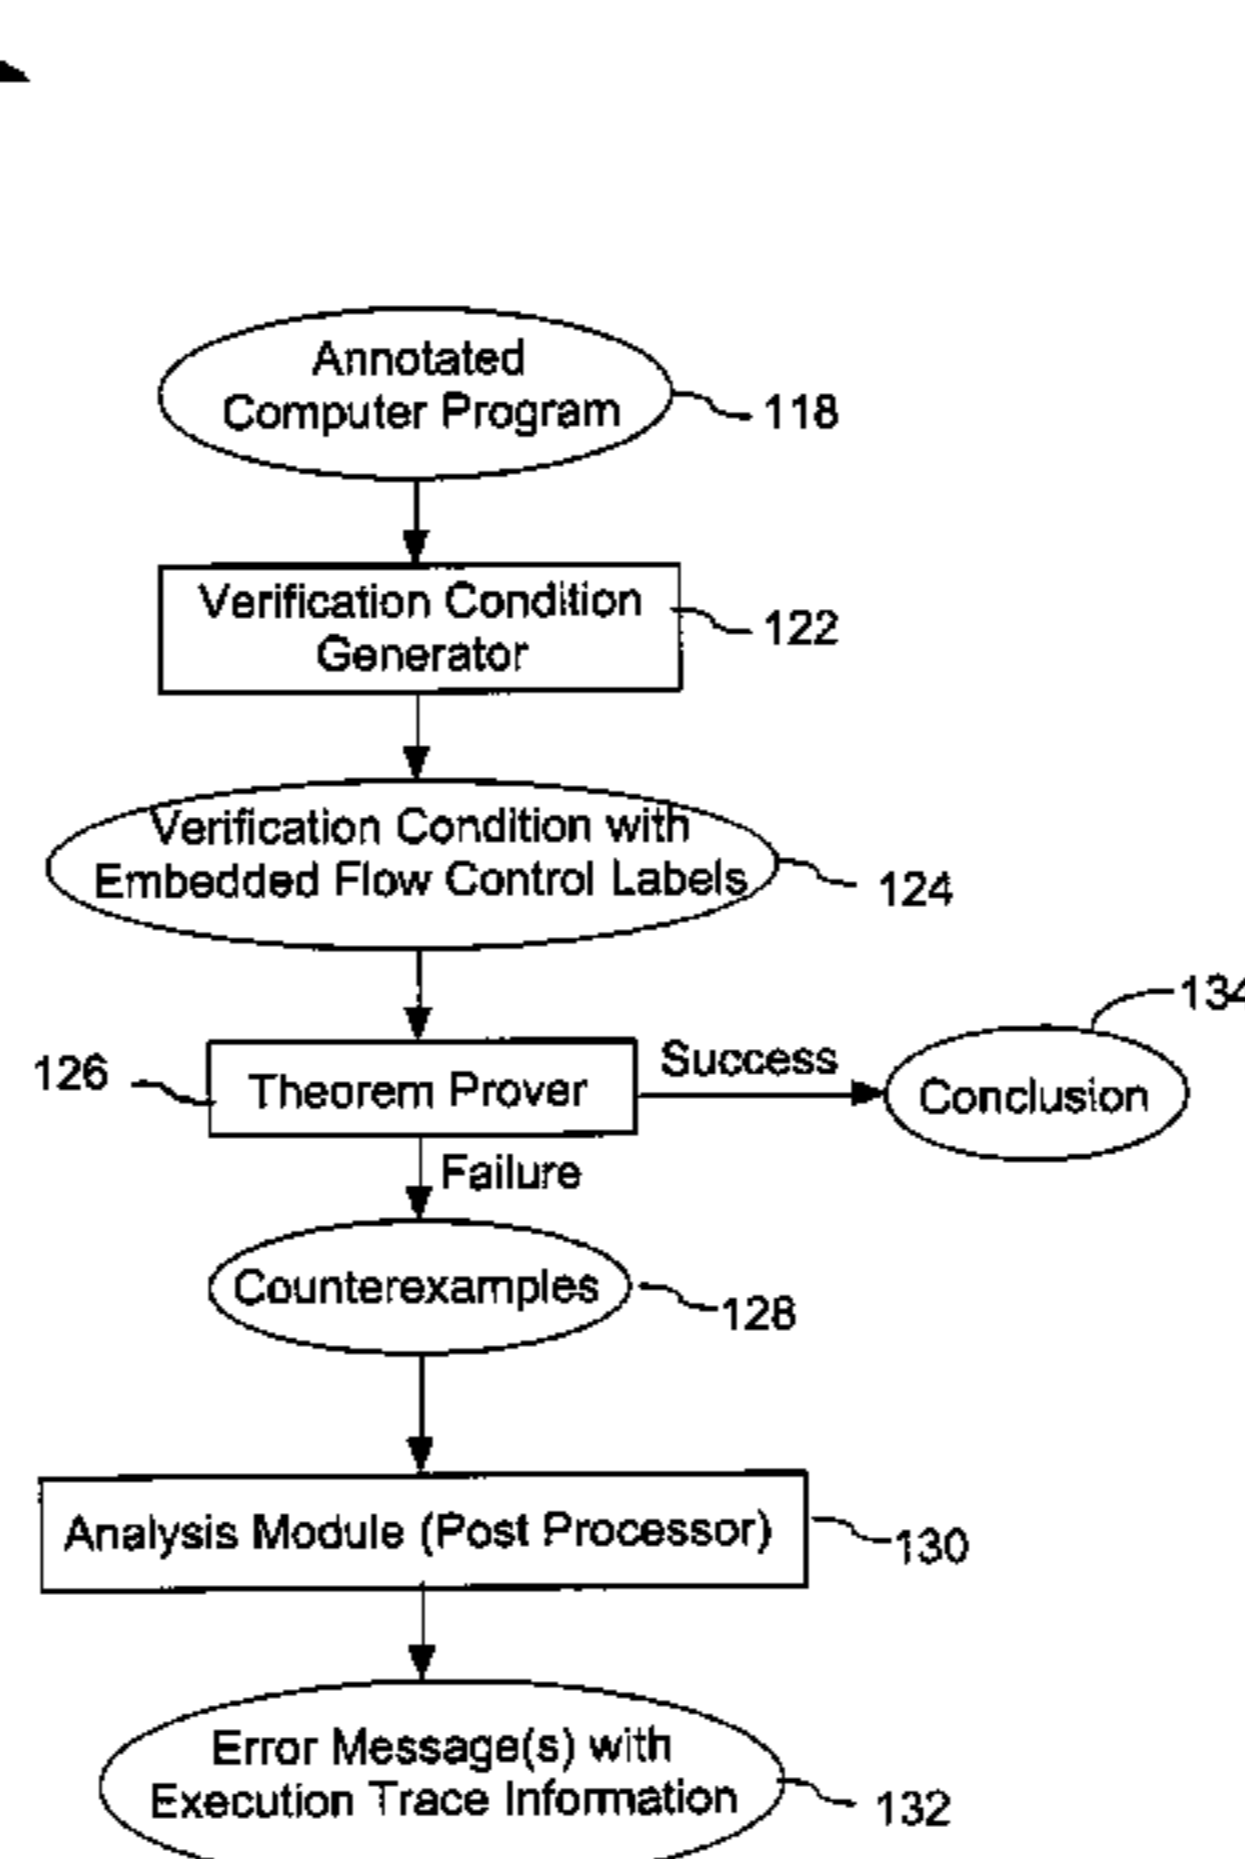 Annotated
Computer Program
118
Verification Condition
Generator
122
Verification Condition with
Embedded Flow Control Labels
124
134
126
Theorem Prover
Success
Conclusion
Failure
Counterexamples
128
Analysis Module (Post Processor)
130
Error Message(s) with
Execution Trace Information
132